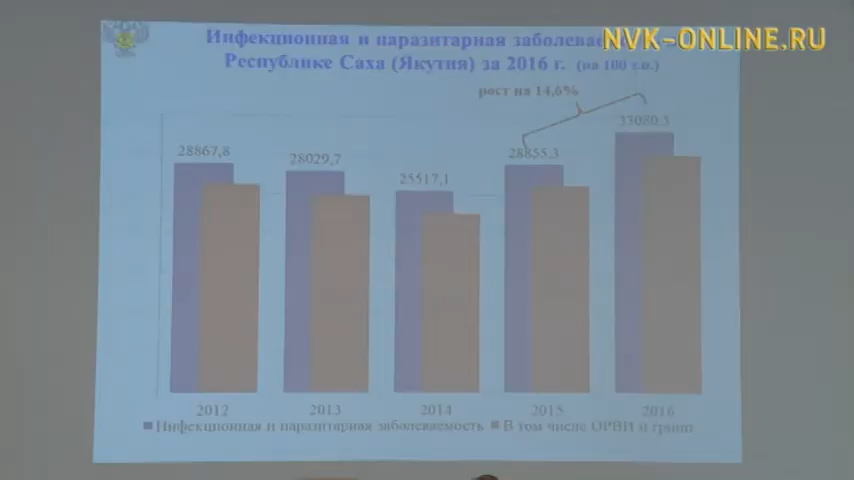 NVK-ONLINE.RU
Инфекционная и паразитарная
Республике Саха (Якутия) за 2016 г. (на 100 т.н.)
рост на 14,6%
33080,3
28867,8
28029,7
25517,1
28855,3
2012
2013
2014
2015
2016
Инфекционная и паразитарная заболеваемость
В том числе ОРВИ и грипп